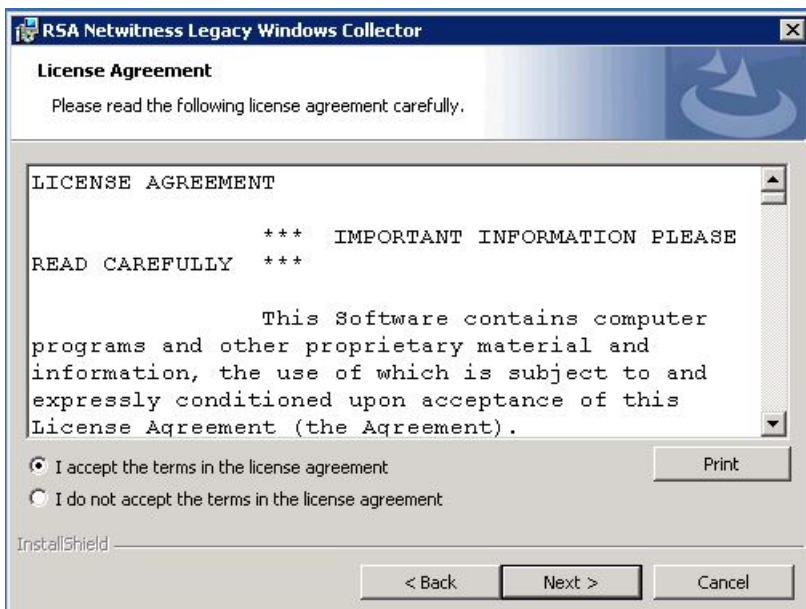 RSA Netwitness Legacy Windows Collector
License Agreement
Please read the following license agreement carefully.
LICENSE AGREEMENT
*** IMPORTANT INFORMATION PLEASE
READ CAREFULLY ***
This Software contains computer
programs and other proprietary material and
information, the use of which is subject to and
expressly conditioned upon acceptance of this
License Agreement (the Agreement).
I accept the terms in the license agreement
Print
I do not accept the terms in the license agreement
InstallShield
< Back
Next >
Cancel